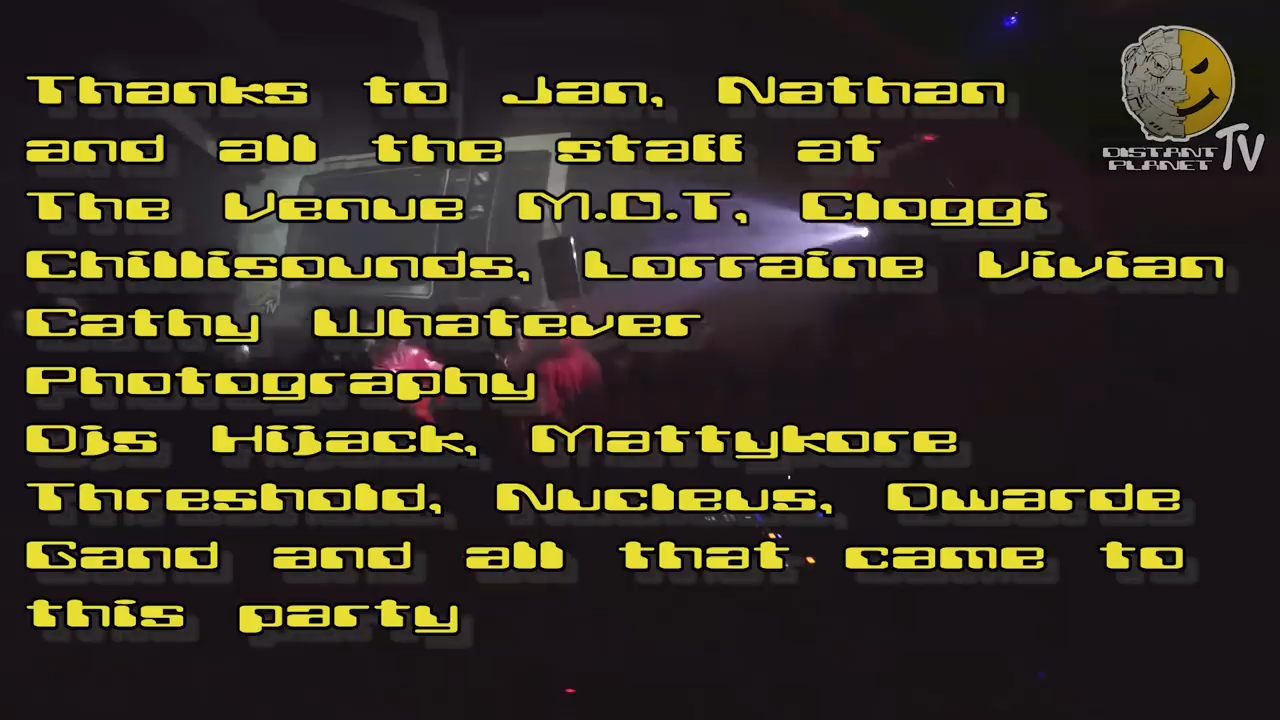 Thanks to Jan, Nathan
and all the staff at
The Venue M.O.T, Cloggi
Chillisounds, Lorraine Vivian
Cathy Whatever
Photography
Djs Hijack, Mattykore
Threshold, Nucleus, Dwarde
Gand and all that came to
this party
DISTANT
PLANET
TV